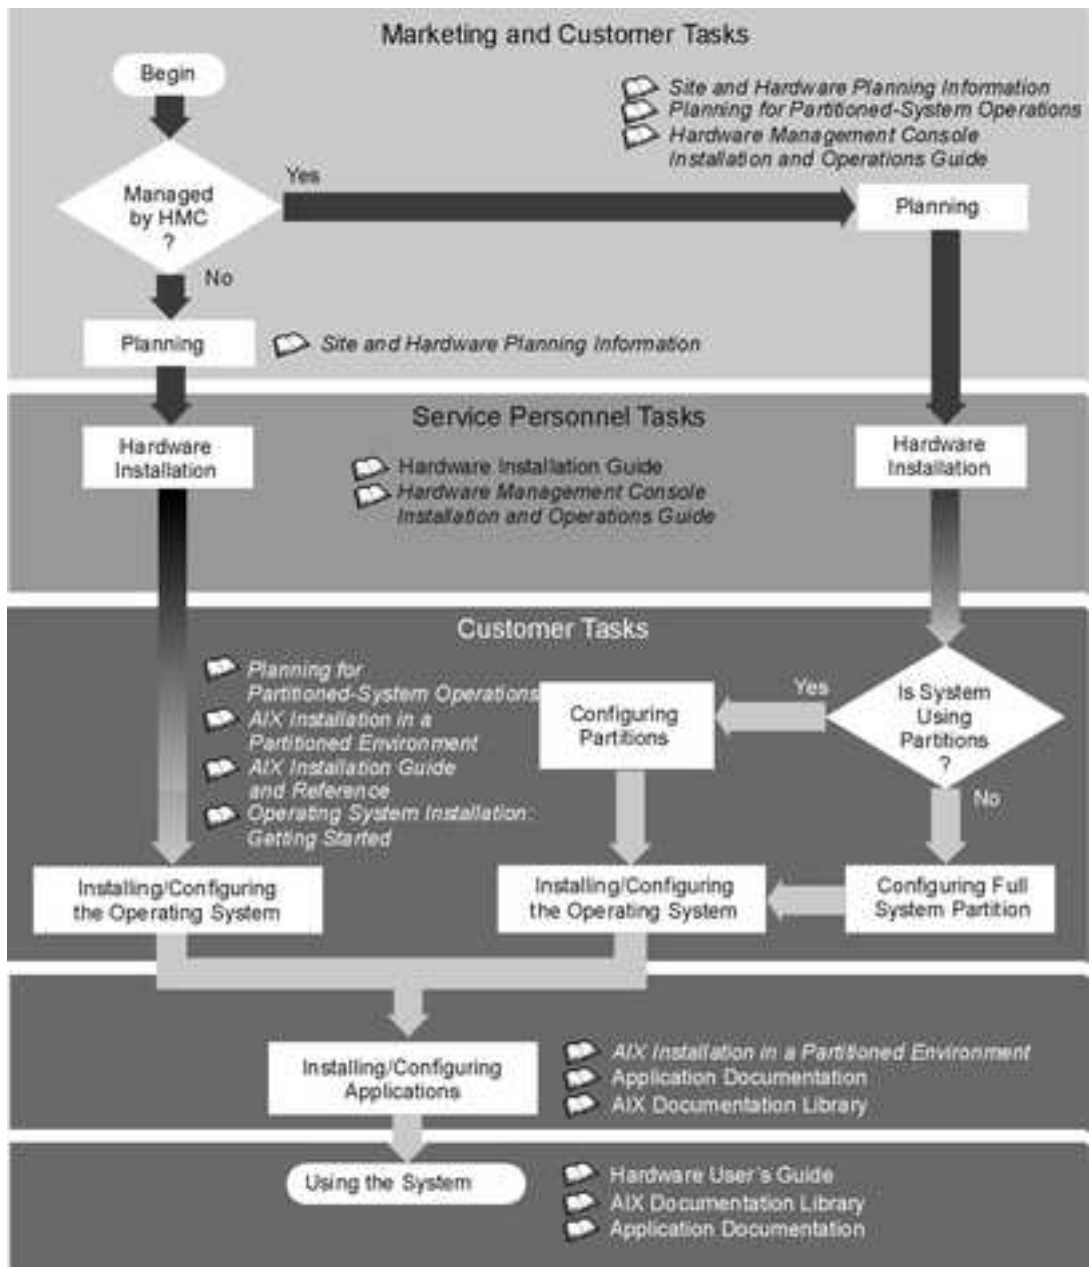 Marketing and Customer Tasks
Begin
Site and Hardware Planning Information
Planning for Partitioned-System Operations
Hardware Management Console
Installation and Operations Guide
Yes
Managed
by HMC
?
Planning
No
Planning
Site and Hardware Planning Information
Service Personnel Tasks
Hardware
Installation
Hardware Installation Guide
Hardware Management Console
Installation and Operations Guide
Hardware
Installation
Customer Tasks
Planning for
Partitioned-System Operations
AIX Installation in a
Partitioned Environment
AIX Installation Guide
and Reference
Operating System Installation:
Getting Started
Configuring
Partitions
Yes
Is System
Using
Partitions
?
No
Installing/Configuring
the Operating System
Installing/Configuring
the Operating System
Configuring Full
System Partition
Installing/Configuring
Applications
AIX Installation in a Partitioned Environment
Application Documentation
AIX Documentation Library
Using the System
Hardware User's Guide
AIX Documentation Library
Application Documentation